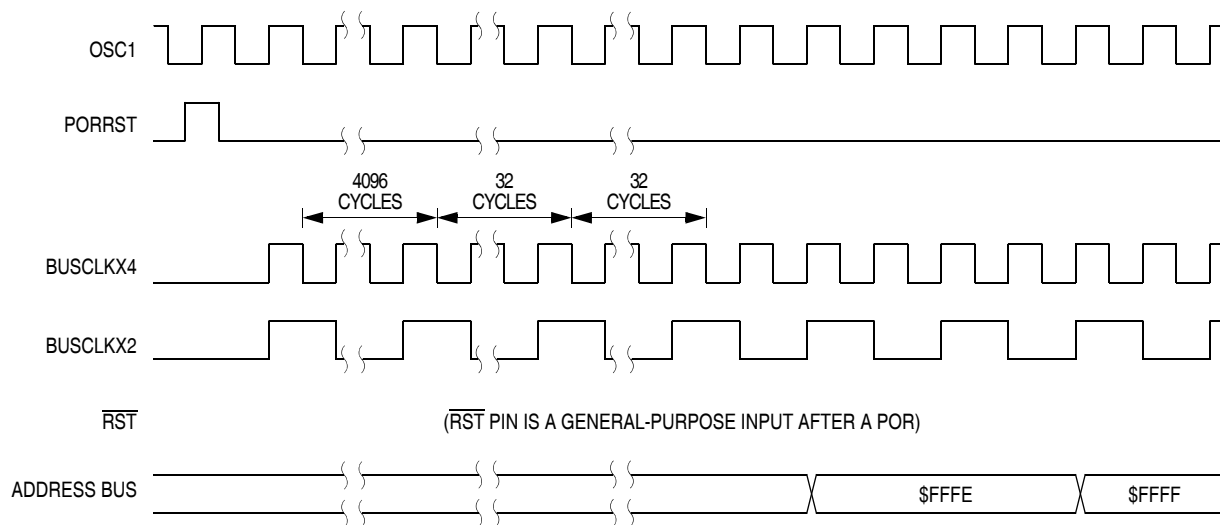 OSC1
PORRST
4096
CYCLES
32
CYCLES
32
CYCLES
BUSCLKX4
BUSCLKX2
RST
(RST PIN IS A GENERAL-PURPOSE INPUT AFTER A POR)
ADDRESS BUS
$FFFE
$FFFF